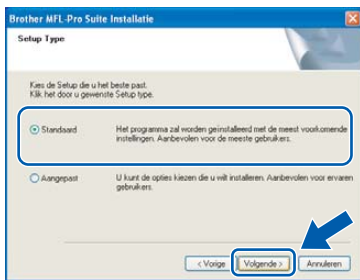 Brother MFL-Pro Suite Installatie
Setup Type
Kies de Setup die u het beste past.
Klik het door u gewenste Setup type.
Standaard
Het programma zal worden geïnstalleerd met de meest voorkomende
instellingen. Aanbevolen voor de meeste gebruikers.
Aangepast
U kunt de opties kiezen die u wilt installeren. Aanbevolen voor ervaren
gebruikers.
< Vorige
Volgende >
Annuleren